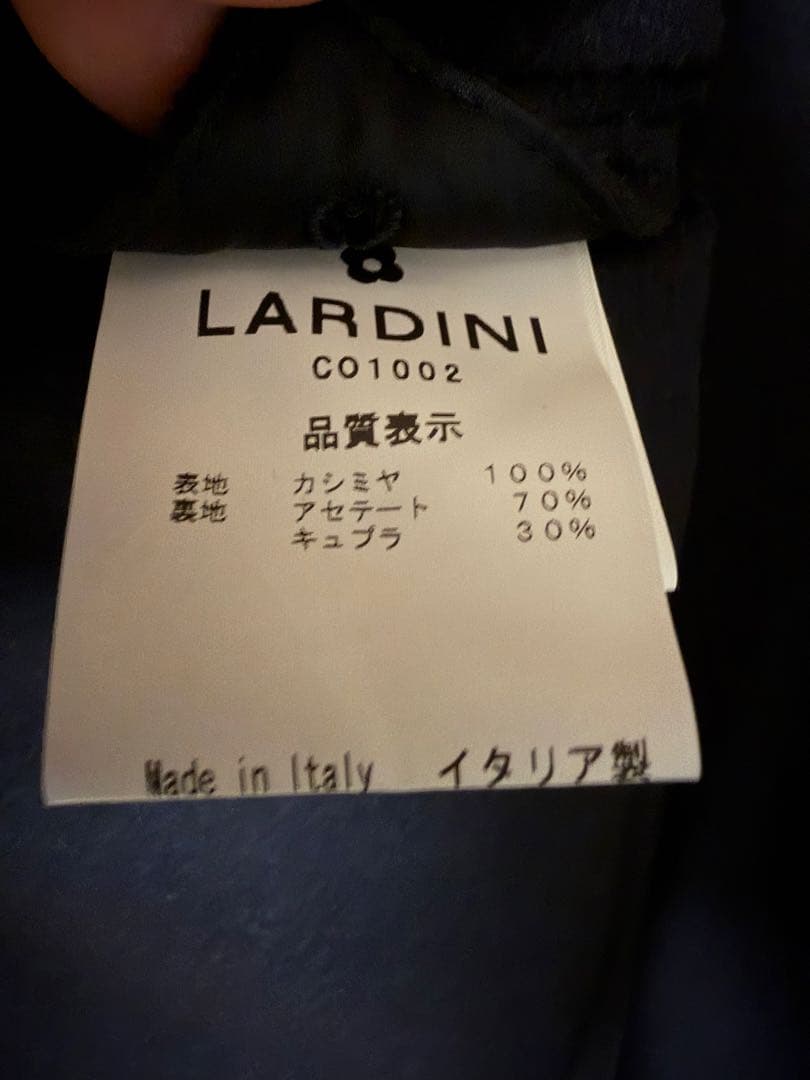 LARDINI
CO1002
品質表示
表地 カシミヤ 100%
裏地 アセテート 70%
キュプラ 30%
Made in Italy イタリア製